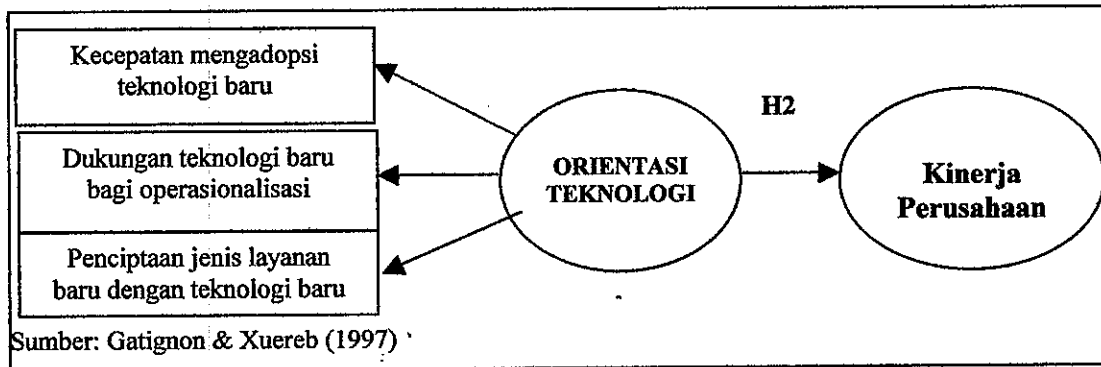 Kecepatan mengadopsi
teknologi baru
Dukungan teknologi baru
bagi operasionalisasi
Penciptaan jenis layanan
baru dengan teknologi baru
ORIENTASI
TEKNOLOGI
H2
Kinerja
Perusahaan
Sumber: Gatignon & Xuereb (1997)